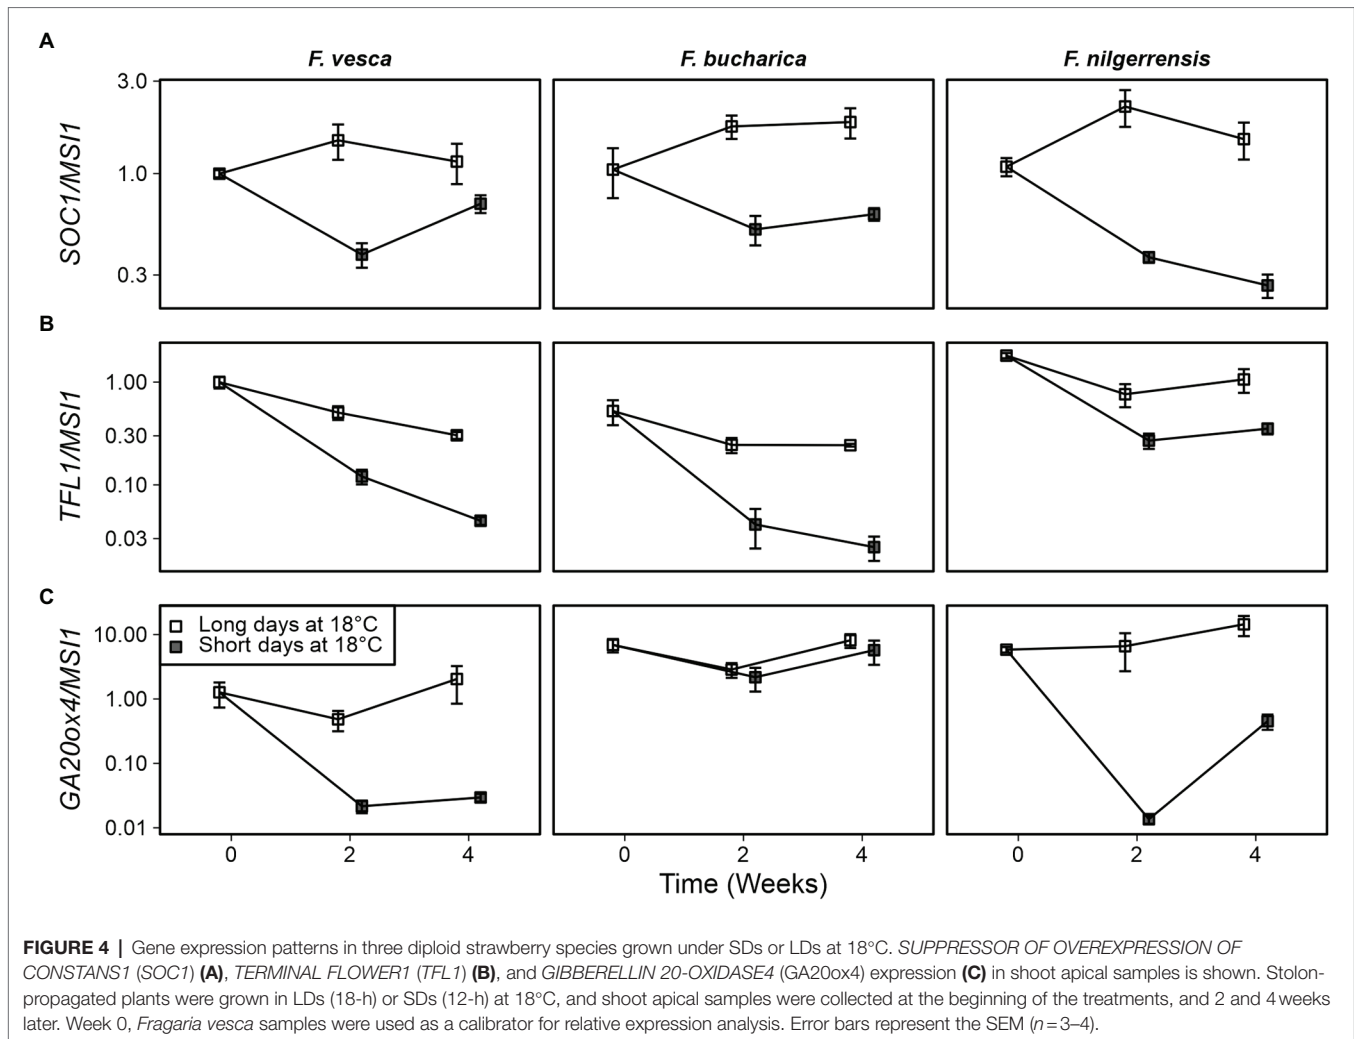 A
F. vesca
F. bucharica
F. nilgerrensis
SOC1/MSI1
3.0
1.0
0.3
B
TFL1/MSI1
1.00
0.30
0.10
0.03
C
GA20ox4/MSI1
10.00
1.00
0.10
0.01
Long days at 18°C
Short days at 18°C
0 2 4 0 2 4 0 2 4
Time (Weeks)
FIGURE 4 | Gene expression patterns in three diploid strawberry species grown under SDs or LDs at 18°C. SUPPRESSOR OF OVEREXPRESSION OF
CONSTANS1 (SOC1) (A), TERMINAL FLOWER1 (TFL1) (B), and GIBBERELLIN 20-OXIDASE4 (GA20ox4) expression (C) in shoot apical samples is shown. Stolon-
propagated plants were grown in LDs (18-h) or SDs (12-h) at 18°C, and shoot apical samples were collected at the beginning of the treatments, and 2 and 4 weeks
later. Week 0, Fragaria vesca samples were used as a calibrator for relative expression analysis. Error bars represent the SEM (n = 3–4).